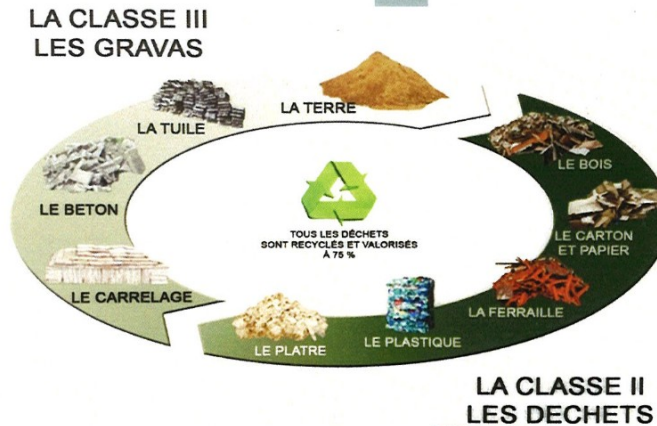 LA CLASSE III
LES GRAVAS
LA TERRE
LA TUILE
LE BETON
LE CARRELAGE
TOUS LES DÉCHETS
SONT RECYCLÉS ET VALORISÉS
À 75 %
LE BOIS
LE CARTON
ET PAPIER
LA FERRAILLE
LE PLASTIQUE
LE PLATRE
LA CLASSE II
LES DECHETS